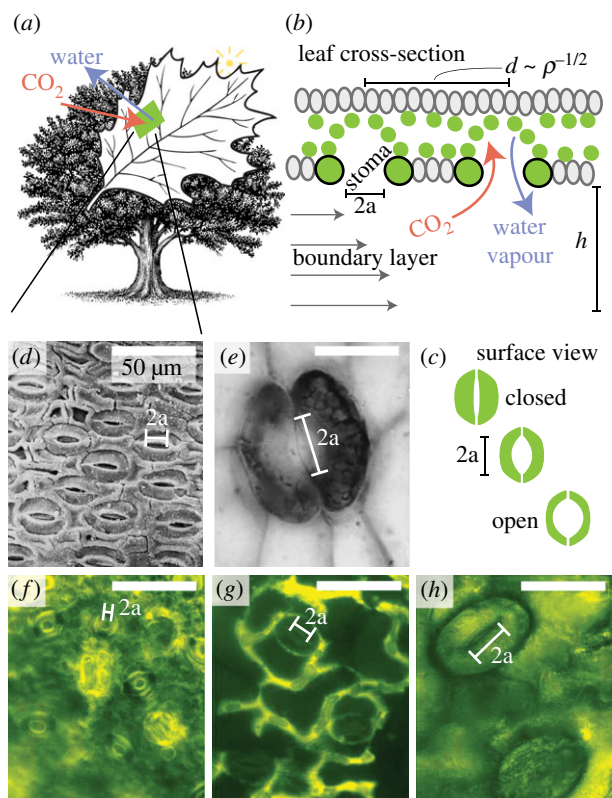 (a)
water
CO2
(b)
leaf cross-section
d ~ ρ–1/2
stoma
2a
CO2
water
vapour
boundary layer
h
(d)
50 μm
2a
(e)
2a
(c)
surface view
closed
2a
open
(f)
2a
(g)
2a
(h)
2a